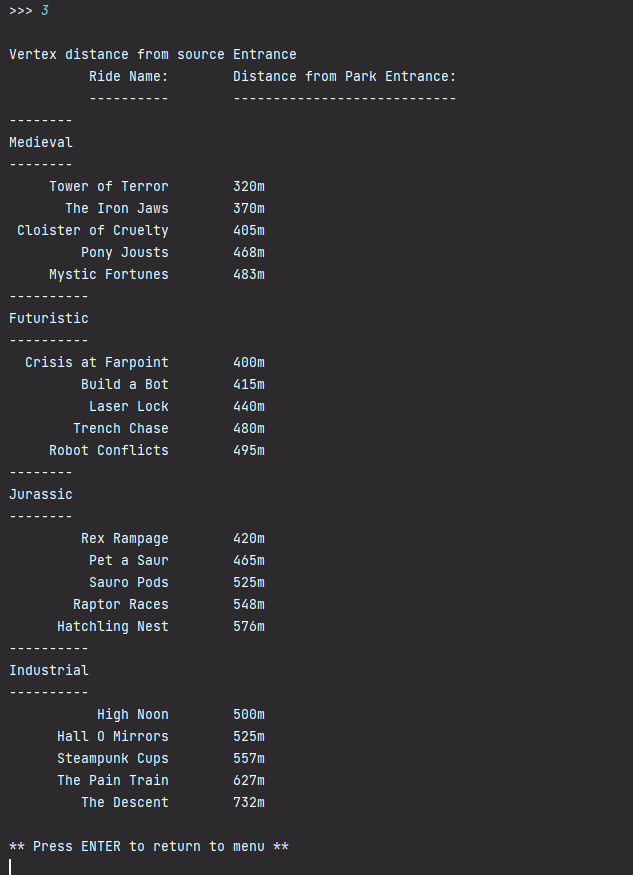 >>> 3
Vertex distance from source Entrance
Ride Name: Distance from Park Entrance:
---------- ----------------------------
--------
Medieval
--------
Tower of Terror 320m
The Iron Jaws 370m
Cloister of Cruelty 405m
Pony Jousts 468m
Mystic Fortunes 483m
----------
Futuristic
----------
Crisis at Farpoint 400m
Build a Bot 415m
Laser Lock 440m
Trench Chase 480m
Robot Conflicts 495m
--------
Jurassic
--------
Rex Rampage 420m
Pet a Saur 465m
Sauro Pods 525m
Raptor Races 548m
Hatchling Nest 576m
----------
Industrial
----------
High Noon 500m
Hall O Mirrors 525m
Steampunk Cups 557m
The Pain Train 627m
The Descent 732m
** Press ENTER to return to menu **